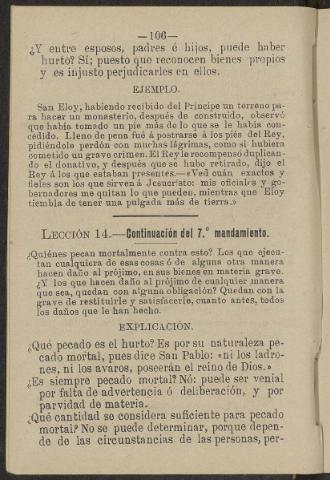 —106—
¿Y entre esposos, padres é hijos, puede haber
hurto? Sí; puesto que reconocen bienes propios
y es injusto perjudicarles en ellos.
EJEMPLO.
San Eloy, habiendo recibido del Príncipe un terreno pa-
ra hacer un monasterio, después de construido, observó
que había tomado un pie más de lo que se le había con-
cedido. Lleno de pena fué á postrarse á los piés del Rey,
pidiéndole perdón con muchas lágrimas, como si hubiera
cometido un grave crimen. El Rey le recompensó duplican-
do el donativo, y después que se hubo retirado, dijo el
Rey á los que estaban presentes.—«Ved cuán exactos y
fieles son los que sirven á Jesucristo: mis oficiales y go-
bernadores me quitan lo que pueden, mientras que Eloy
tiembla de tener una pulgada más de tierra.»
LECCIÓN 14.—Continuación del 7.º mandamiento.
¿Quiénes pecan mortalmente contra esto? Los que ejecu-
tan cualquiera de esas cosas ó de alguna otra manera
hacen daño al prójimo, en sus bienes en materia grave.
¿Y los que hacen daño al prójimo de cualquier manera
que sea, quedan con alguna obligación? Quedan con la
grave de restituirle y satisfacerle, cuanto antes, todos
los daños que le han hecho.
EXPLICACIÓN.
¿Qué pecado es el hurto? Es por su naturaleza pe-
cado mortal, pues dice San Pablo: «ni los ladro-
nes, ni los avaros, poseerán el reino de Dios.»
¿Es siempre pecado mortal? Nó: puede ser venial
por falta de advertencia ó deliberación, y por
parvidad de materia.
¿Qué cantidad se considera suficiente para pecado
mortal? No se puede determinar, porque depen-
de de las circunstancias de las personas, per-